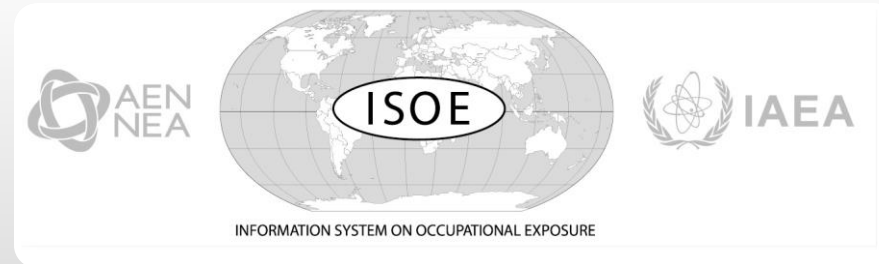 AEN
NEA
ISOE
IAEA
INFORMATION SYSTEM ON OCCUPATIONAL EXPOSURE